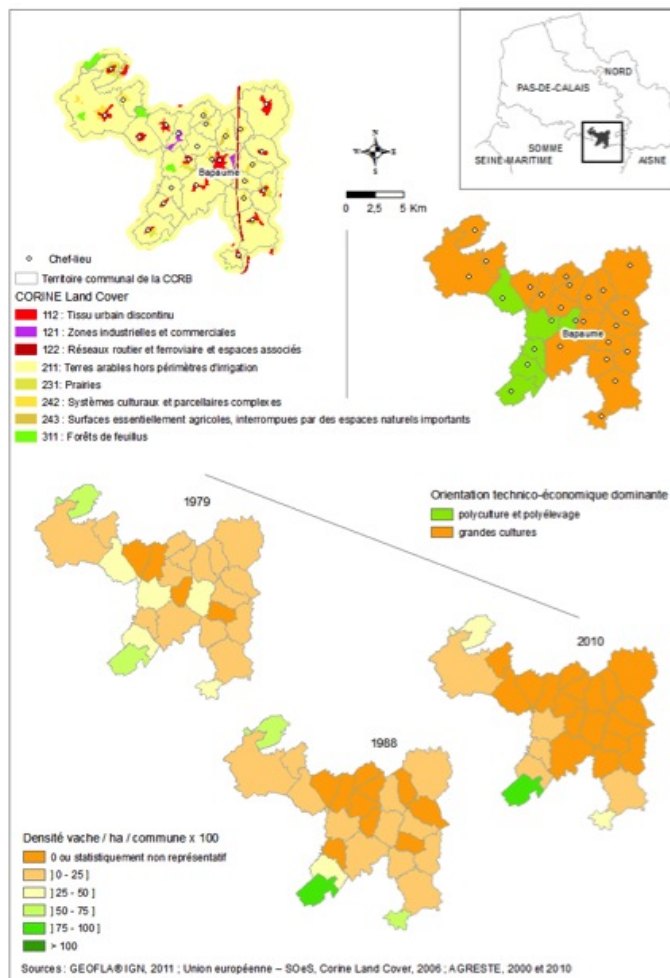 NORD
PAS-DE-CALAIS
SOMME
SEINE-MARITIME
AISNE
N
W E
S
0 2,5 5 Km
Bapaume
Chef-lieu
Territoire communal de la CCRB
CORINE Land Cover
112 : Tissu urbain discontinu
121 : Zones industrielles et commerciales
122 : Réseaux routier et ferroviaire et espaces associés
211: Terres arables hors périmètres d'irrigation
231: Prairies
242 : Systèmes culturaux et parcellaires complexes
243 : Surfaces essentiellement agricoles, interrompues par des espaces naturels importants
311 : Forêts de feuillus
Bapaume
Orientation technico-économique dominante
polyculture et polyélevage
grandes cultures
1979
2010
1988
Densité vache / ha / commune x 100
0 ou statistiquement non représentatif
] 0 - 25 ]
] 25 - 50 ]
] 50 - 75 ]
] 75 - 100 ]
> 100
Sources : GEOFLA®IGN, 2011 ; Union européenne – SOeS, Corine Land Cover, 2006 ; AGRESTE, 2000 et 2010